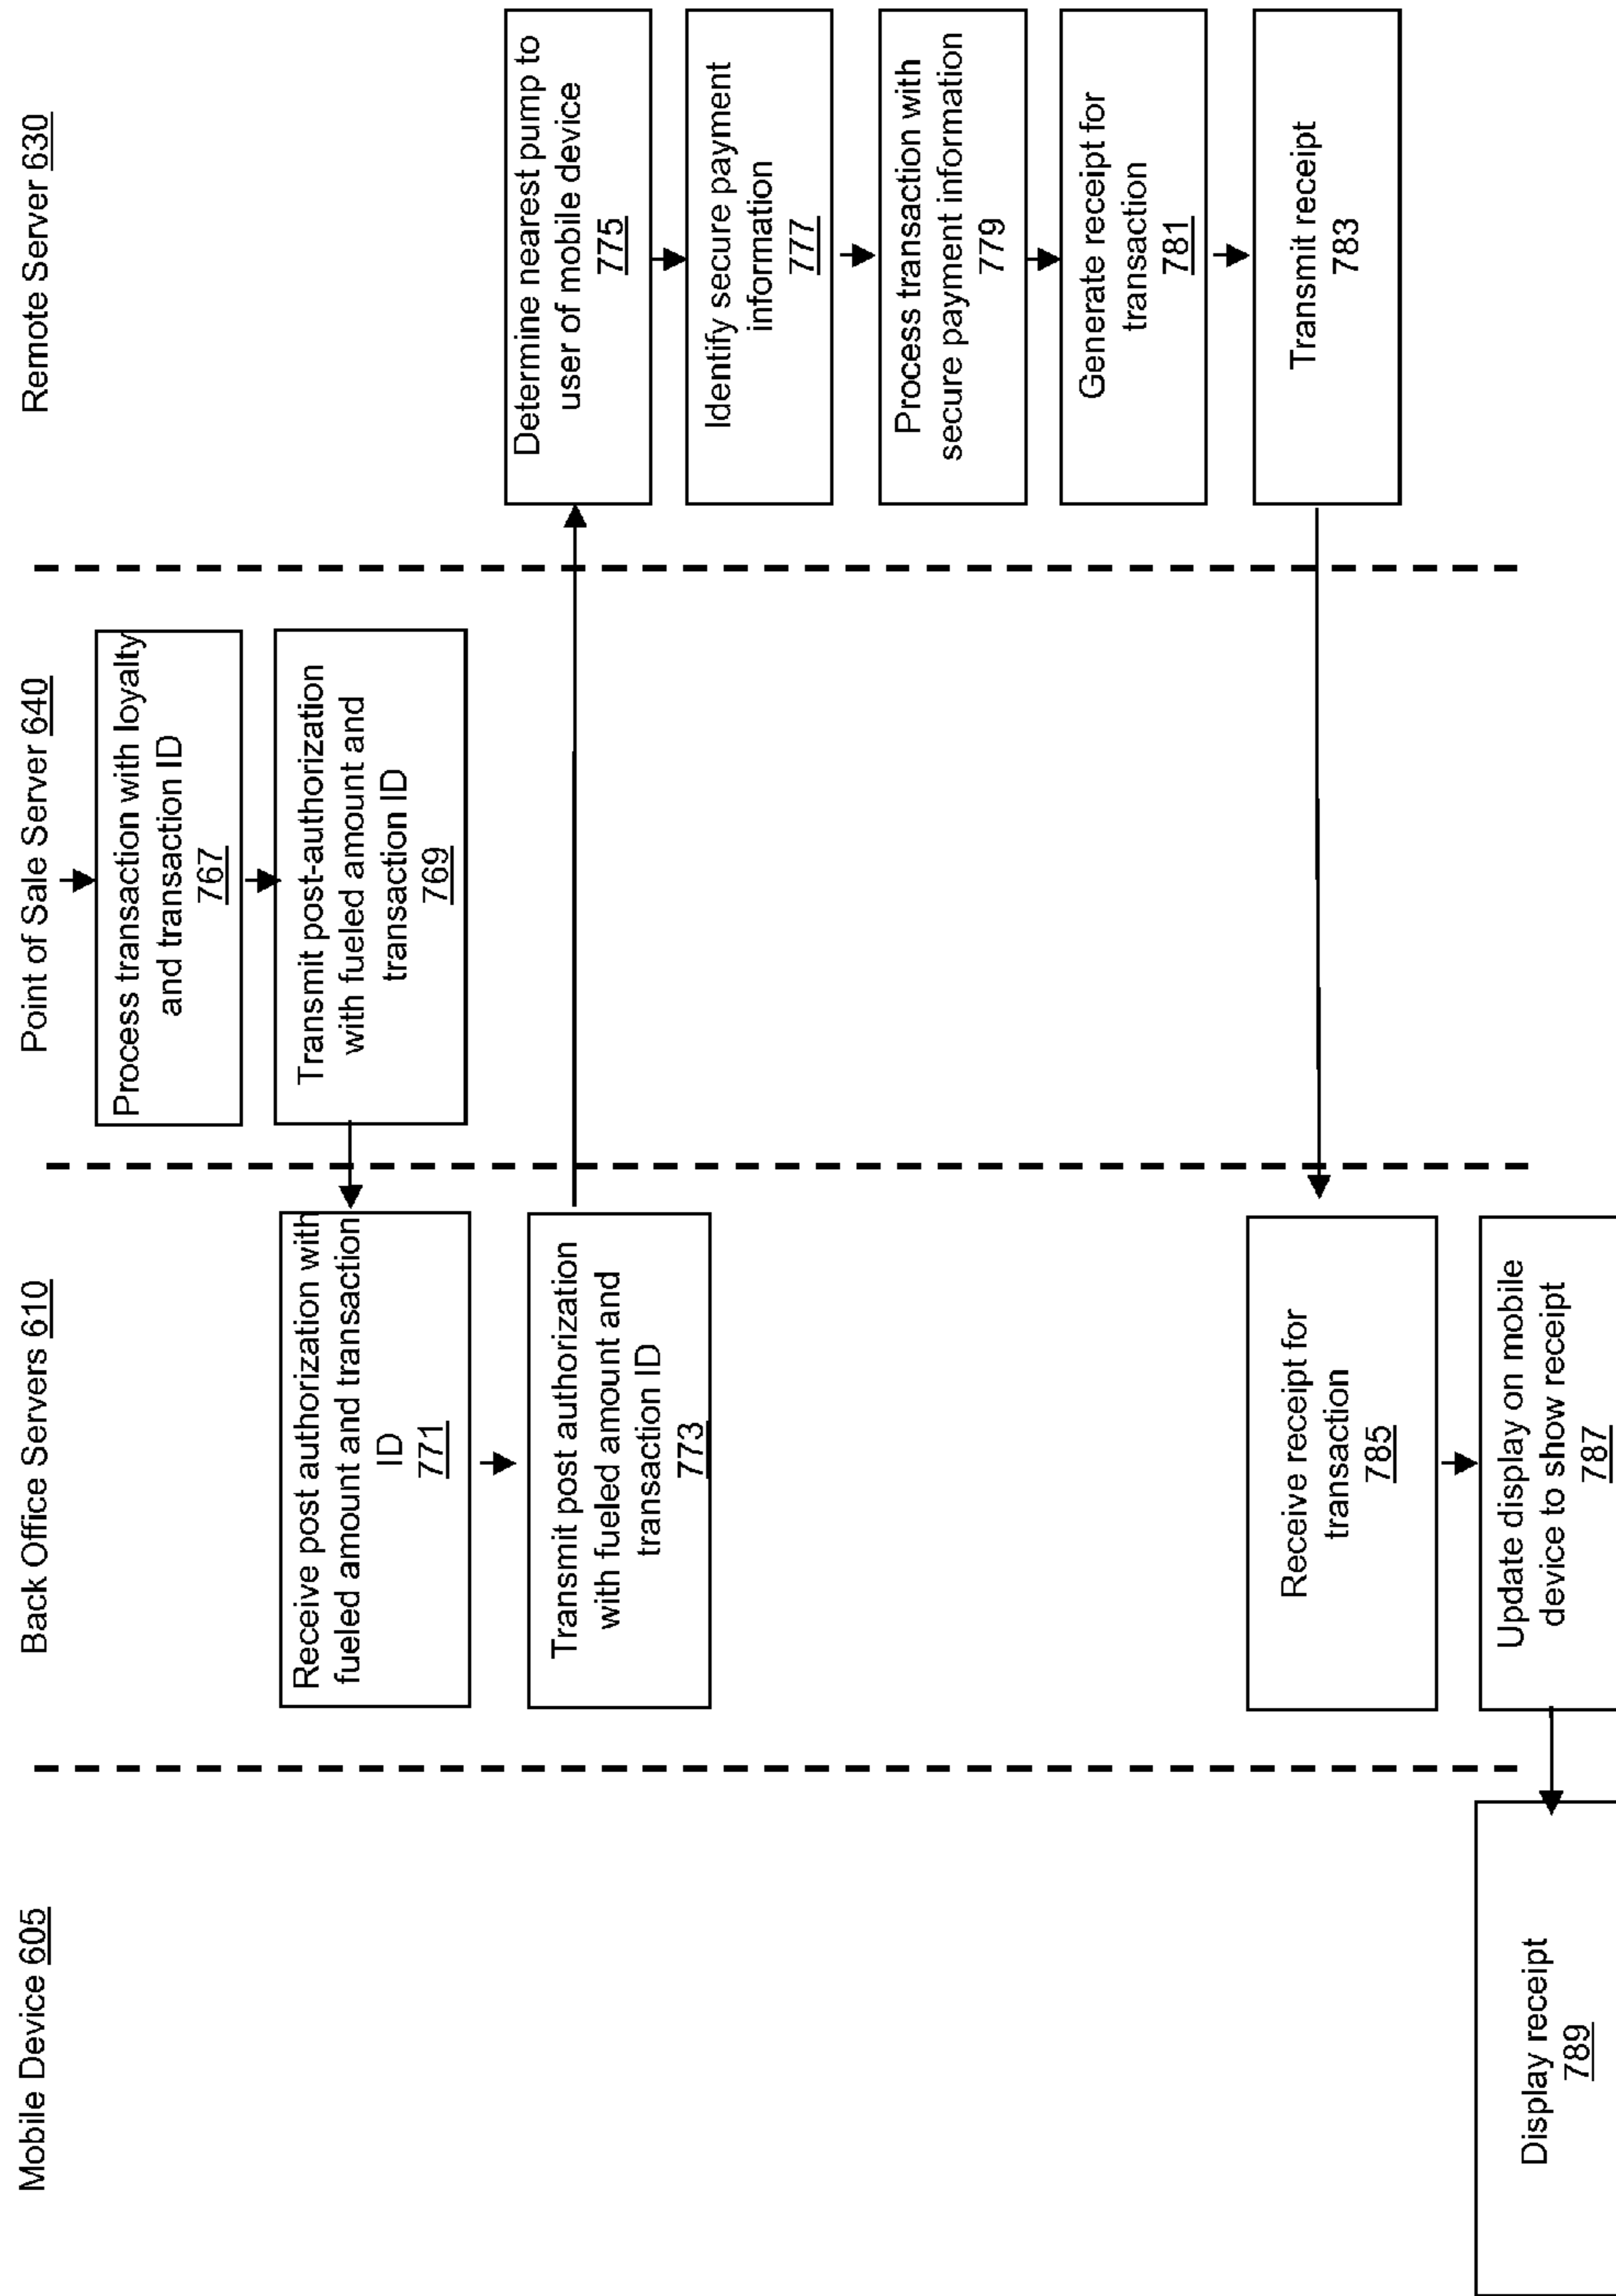 Mobile Device 605
Back Office Servers 610
Point of Sale Server 640
Remote Server 630
Process transaction with loyalty
and transaction ID
767
Transmit post-authorization
with fueled amount and
transaction ID
769
Receive post authorization with
fueled amount and transaction
ID
771
Transmit post authorization
with fueled amount and
transaction ID
773
Determine nearest pump to
user of mobile device
775
Identify secure payment
information
777
Process transaction with
secure payment information
779
Generate receipt for
transaction
781
Transmit receipt
783
Receive receipt for
transaction
785
Update display on mobile
device to show receipt
787
Display receipt
789